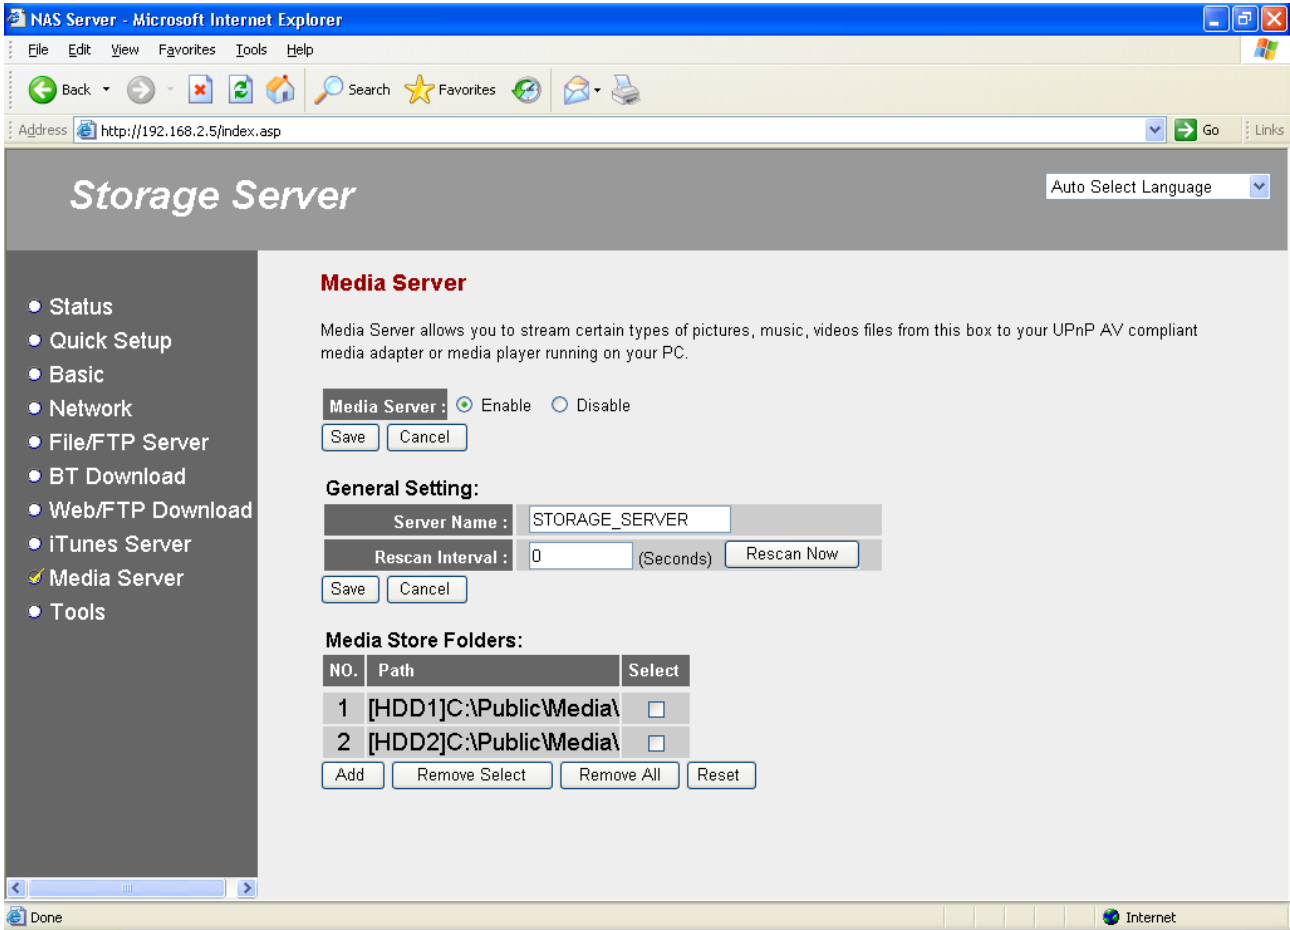 NAS Server - Microsoft Internet Explorer
File Edit View Favorites Tools Help
Back Search Favorites
Address http://192.168.2.5/index.asp Go Links
Storage Server
Auto Select Language
Status
Quick Setup
Basic
Network
File/FTP Server
BT Download
Web/FTP Download
iTunes Server
Media Server
Tools
Media Server
Media Server allows you to stream certain types of pictures, music, videos files from this box to your UPnP AV compliant
media adapter or media player running on your PC.
Media Server : Enable Disable
Save Cancel
General Setting:
Server Name : STORAGE_SERVER
Rescan Interval : 0 (Seconds) Rescan Now
Save Cancel
Media Store Folders:
NO. Path Select
1 [HDD1]C:\Public\Media\
2 [HDD2]C:\Public\Media\
Add Remove Select Remove All Reset
Done Internet